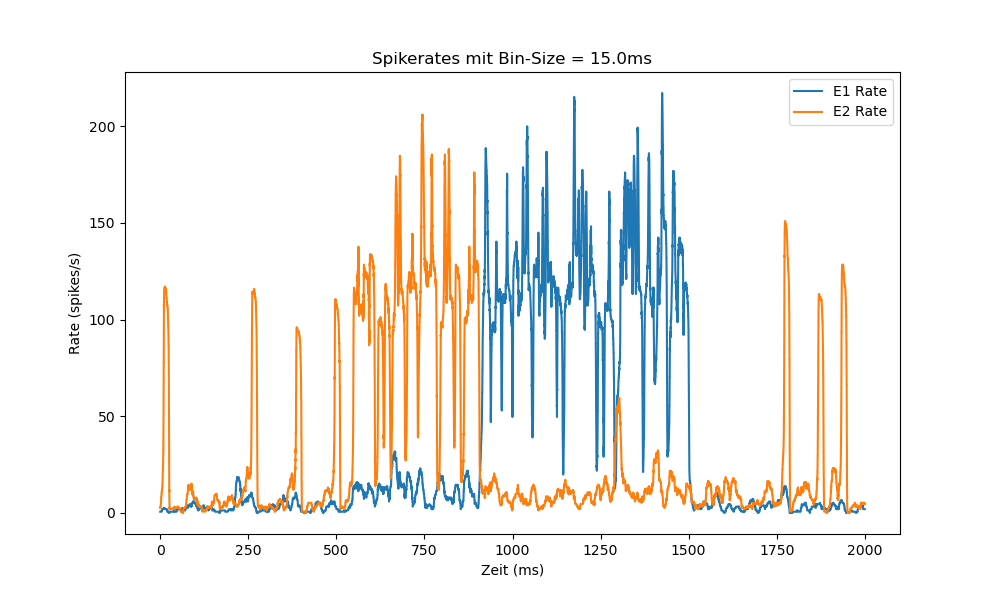 Spikerates mit Bin-Size = 15.0ms
E1 Rate
E2 Rate
200
150
100
50
0
Rate (spikes/s)
0 250 500 750 1000 1250 1500 1750 2000
Zeit (ms)